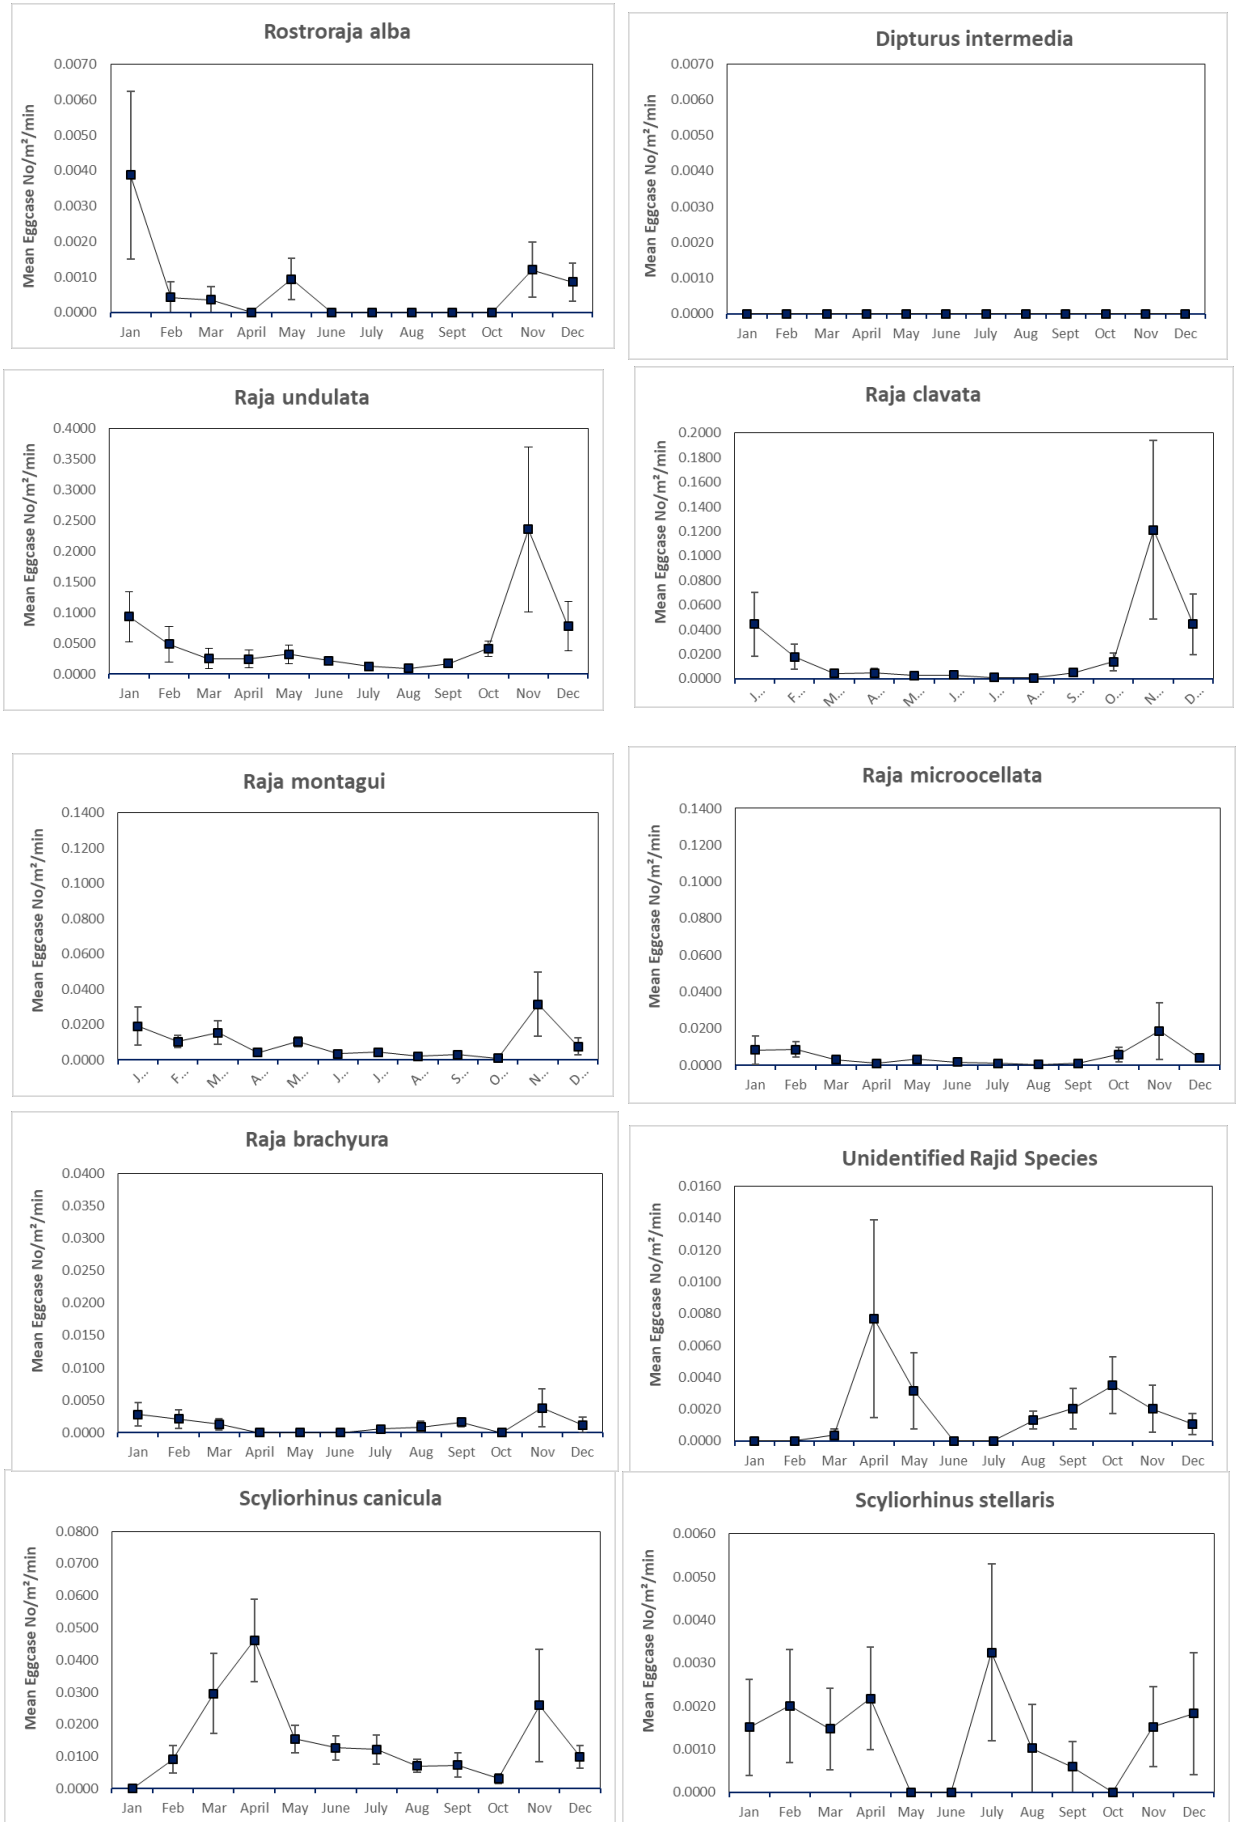 Rostroraja alba
Mean Eggcase No/m²/min
0.0070
0.0060
0.0050
0.0040
0.0030
0.0020
0.0010
0.0000
Jan Feb Mar April May June July Aug Sept Oct Nov Dec
Dipturus intermedia
Mean Eggcase No/m²/min
0.0070
0.0060
0.0050
0.0040
0.0030
0.0020
0.0010
0.0000
Jan Feb Mar April May June July Aug Sept Oct Nov Dec
Raja undulata
Mean Eggcase No/m²/min
0.4000
0.3500
0.3000
0.2500
0.2000
0.1500
0.1000
0.0500
0.0000
Jan Feb Mar April May June July Aug Sept Oct Nov Dec
Raja clavata
Mean Eggcase No/m²/min
0.2000
0.1800
0.1600
0.1400
0.1200
0.1000
0.0800
0.0600
0.0400
0.0200
0.0000
J... F... M... A... M... J... J... A... S... O... N... D...
Raja montagui
Mean Eggcase No/m²/min
0.1400
0.1200
0.1000
0.0800
0.0600
0.0400
0.0200
0.0000
J... F... M... A... M... J... J... A... S... O... N... D...
Raja microocellata
Mean Eggcase No/m²/min
0.1400
0.1200
0.1000
0.0800
0.0600
0.0400
0.0200
0.0000
Jan Feb Mar April May June July Aug Sept Oct Nov Dec
Raja brachyura
Mean Eggcase No/m²/min
0.0400
0.0350
0.0300
0.0250
0.0200
0.0150
0.0100
0.0050
0.0000
Jan Feb Mar April May June July Aug Sept Oct Nov Dec
Unidentified Rajid Species
Mean Eggcase No/m²/min
0.0160
0.0140
0.0120
0.0100
0.0080
0.0060
0.0040
0.0020
0.0000
Jan Feb Mar April May June July Aug Sept Oct Nov Dec
Scyliorhinus canicula
Mean Eggcase No/m²/min
0.0800
0.0700
0.0600
0.0500
0.0400
0.0300
0.0200
0.0100
0.0000
Jan Feb Mar April May June July Aug Sept Oct Nov Dec
Scyliorhinus stellaris
Mean Eggcase No/m²/min
0.0060
0.0050
0.0040
0.0030
0.0020
0.0010
0.0000
Jan Feb Mar April May June July Aug Sept Oct Nov Dec